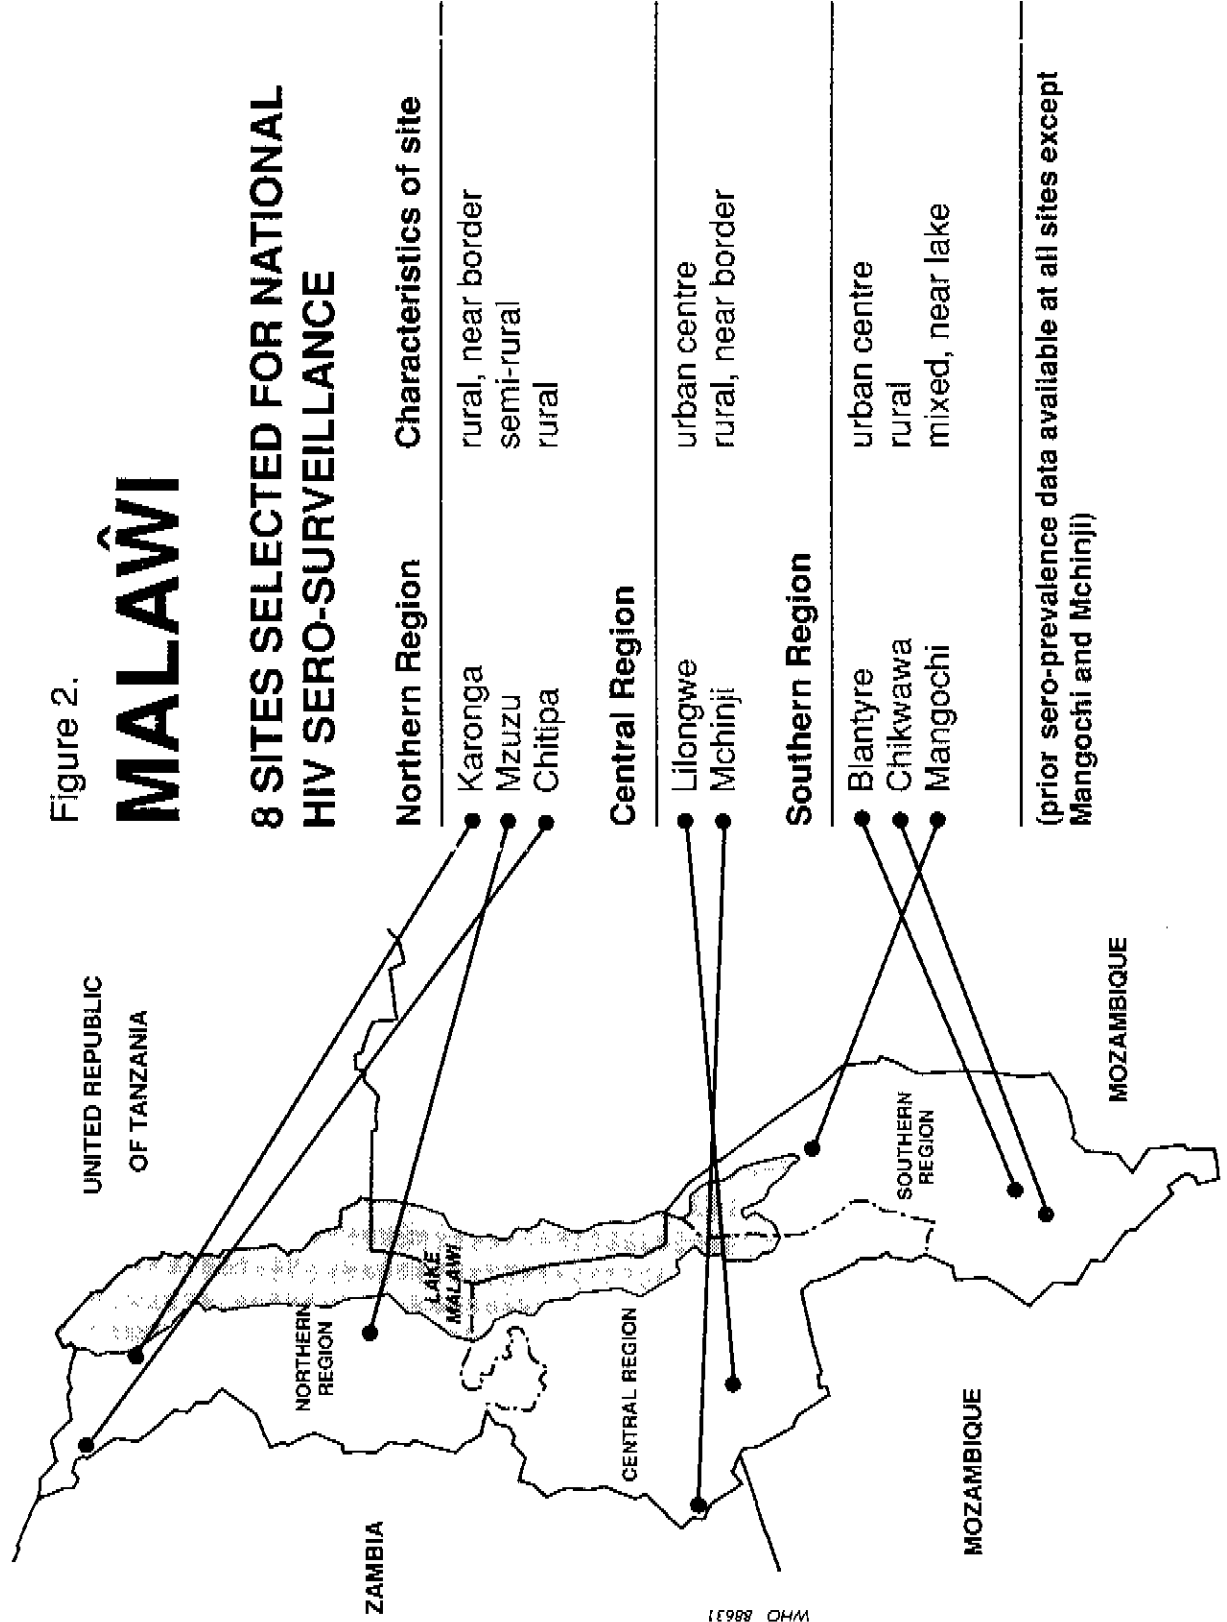 Figure 2.
MALAŴI
8 SITES SELECTED FOR NATIONAL
HIV SERO-SURVEILLANCE
Northern Region Characteristics of site
Karonga rural, near border
Mzuzu semi-rural
Chitipa rural
Central Region
Lilongwe urban centre
Mchinji rural, near border
Southern Region
Blantyre urban centre
Chikwawa rural
Mangochi mixed, near lake
(prior sero-prevalence data available at all sites except
Mangochi and Mchinji)
UNITED REPUBLIC
OF TANZANIA
NORTHERN
REGION
LAKE
MALAWI
ZAMBIA
CENTRAL REGION
SOUTHERN
REGION
MOZAMBIQUE
MOZAMBIQUE
WHO 88631